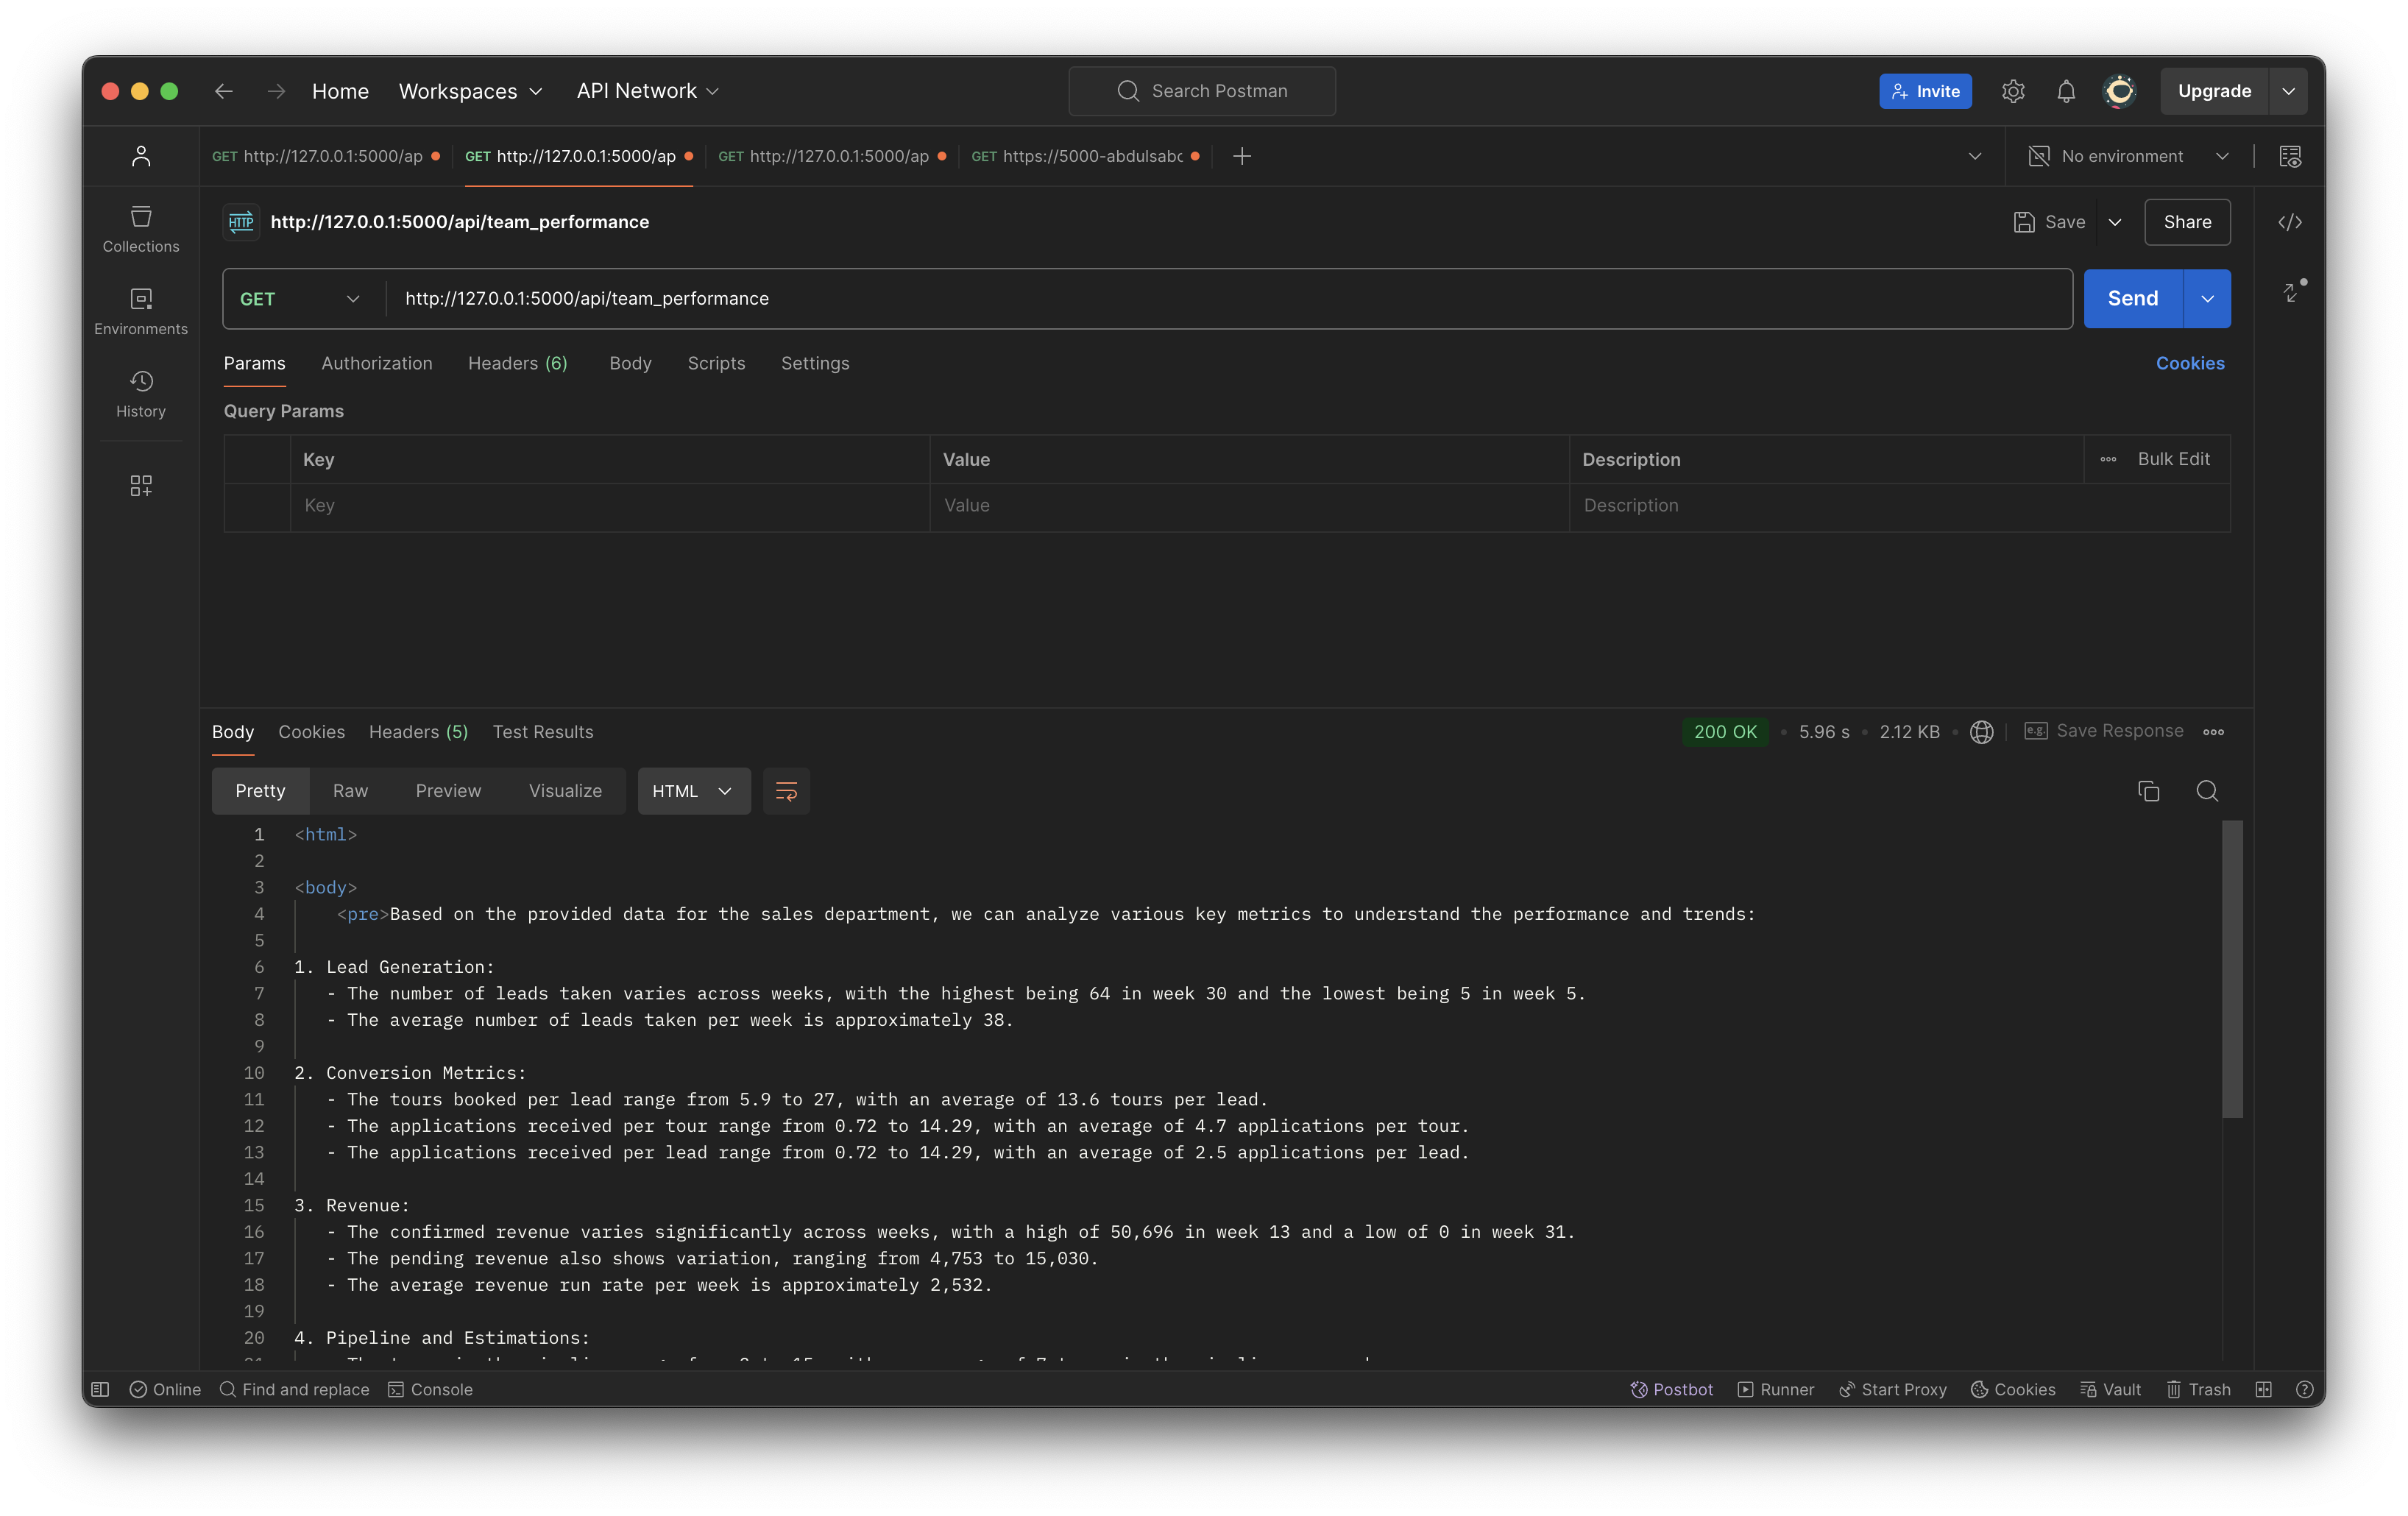 Home Workspaces API Network Search Postman Invite Upgrade
GET http://127.0.0.1:5000/ap GET http://127.0.0.1:5000/ap GET http://127.0.0.1:5000/ap GET https://5000-abdulsabc No environment
HTTP http://127.0.0.1:5000/api/team_performance Save Share
Collections
GET http://127.0.0.1:5000/api/team_performance Send
Environments
Params Authorization Headers (6) Body Scripts Settings Cookies
History
Query Params
Key Value Description Bulk Edit
Key Value Description
Body Cookies Headers (5) Test Results 200 OK 5.96 s 2.12 KB e.g. Save Response
Pretty Raw Preview Visualize HTML
1 <html>
2
3 <body>
4 <pre>Based on the provided data for the sales department, we can analyze various key metrics to understand the performance and trends:
5
6 1. Lead Generation:
7 - The number of leads taken varies across weeks, with the highest being 64 in week 30 and the lowest being 5 in week 5.
8 - The average number of leads taken per week is approximately 38.
9
10 2. Conversion Metrics:
11 - The tours booked per lead range from 5.9 to 27, with an average of 13.6 tours per lead.
12 - The applications received per tour range from 0.72 to 14.29, with an average of 4.7 applications per tour.
13 - The applications received per lead range from 0.72 to 14.29, with an average of 2.5 applications per lead.
14
15 3. Revenue:
16 - The confirmed revenue varies significantly across weeks, with a high of 50,696 in week 13 and a low of 0 in week 31.
17 - The pending revenue also shows variation, ranging from 4,753 to 15,030.
18 - The average revenue run rate per week is approximately 2,532.
19
20 4. Pipeline and Estimations:
Online Find and replace Console Postbot Runner Start Proxy Cookies Vault Trash